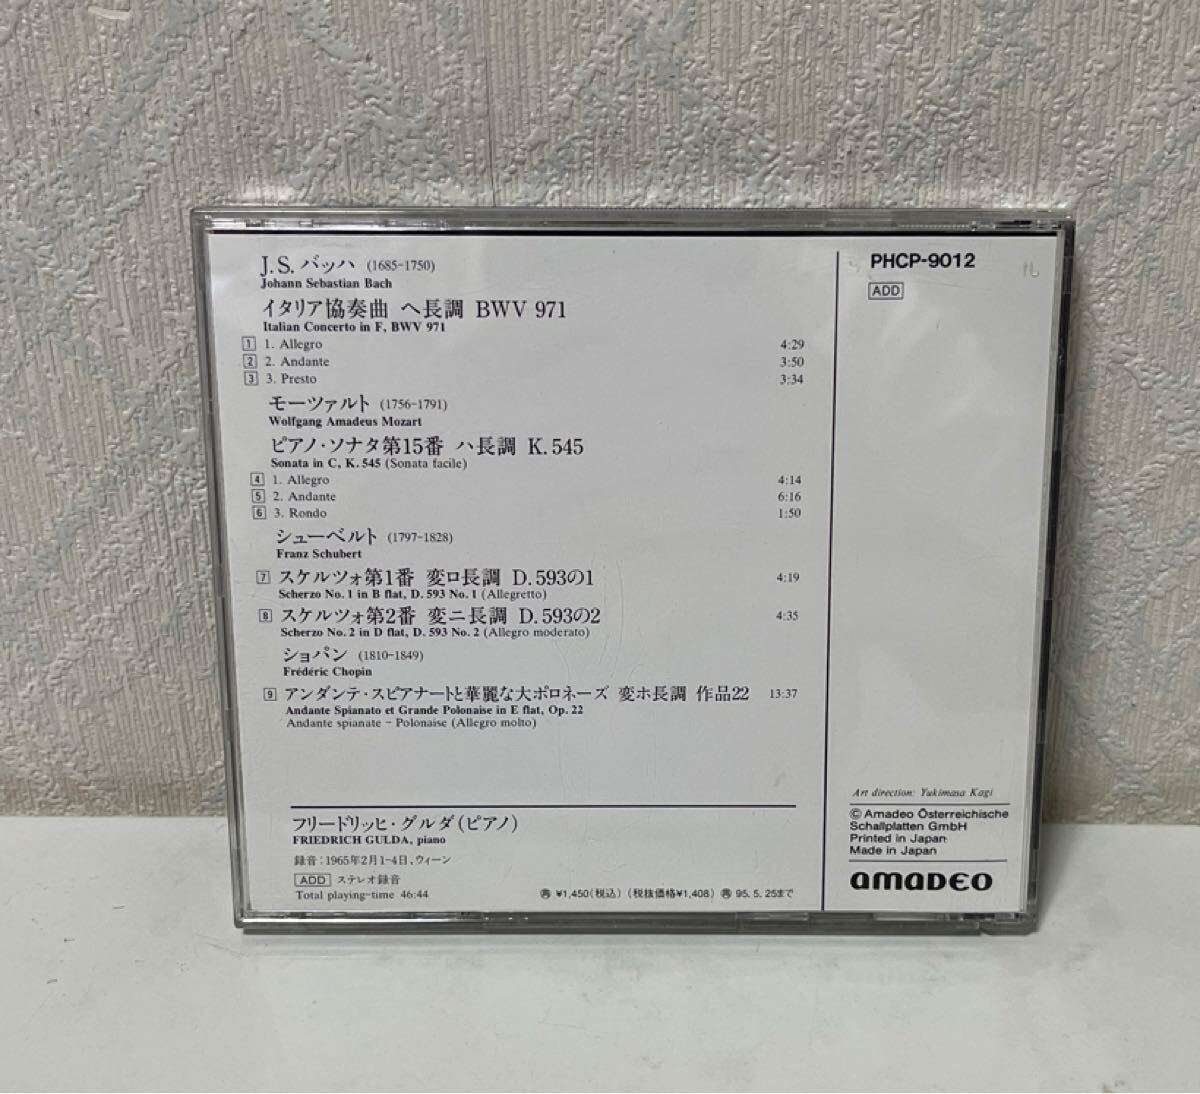 J.S. バッハ (1685-1750)
Johann Sebastian Bach
イタリア協奏曲 ヘ長調 BWV 971
Italian Concerto in F, BWV 971
1 1. Allegro 4:29
2 2. Andante 3:50
3 3. Presto 3:34
モーツァルト (1756-1791)
Wolfgang Amadeus Mozart
ピアノ・ソナタ第15番 ハ長調 K.545
Sonata in C, K.545 (Sonata facile)
4 1. Allegro 4:14
5 2. Andante 6:16
6 3. Rondo 1:50
シューベルト (1797-1828)
Franz Schubert
7 スケルツォ第1番 変ロ長調 D.593の1 4:19
Scherzo No.1 in B flat, D.593 No.1 (Allegretto)
8 スケルツォ第2番 変ニ長調 D.593の2 4:35
Scherzo No.2 in D flat, D.593 No.2 (Allegro moderato)
ショパン (1810-1849)
Frédéric Chopin
9 アンダンテ・スピアナートと華麗な大ポロネーズ 変ホ長調 作品22 13:37
Andante Spianato et Grande Polonaise in E flat, Op.22
Andante spianate - Polonaise (Allegro molto)
フリードリッヒ・グルダ(ピアノ)
FRIEDRICH GULDA, piano
録音:1965年2月1-4日、ウィーン
ADD ステレオ録音
Total playing-time 46:44
㊢ ¥1,450(税込) (税抜価格¥1,408) ㊢ 95.5.25まで
PHCP-9012
ADD
Art direction: Yukimasa Kagi
© Amadeo Österreichische
Schallplatten GmbH
Printed in Japan
Made in Japan
amaDEO